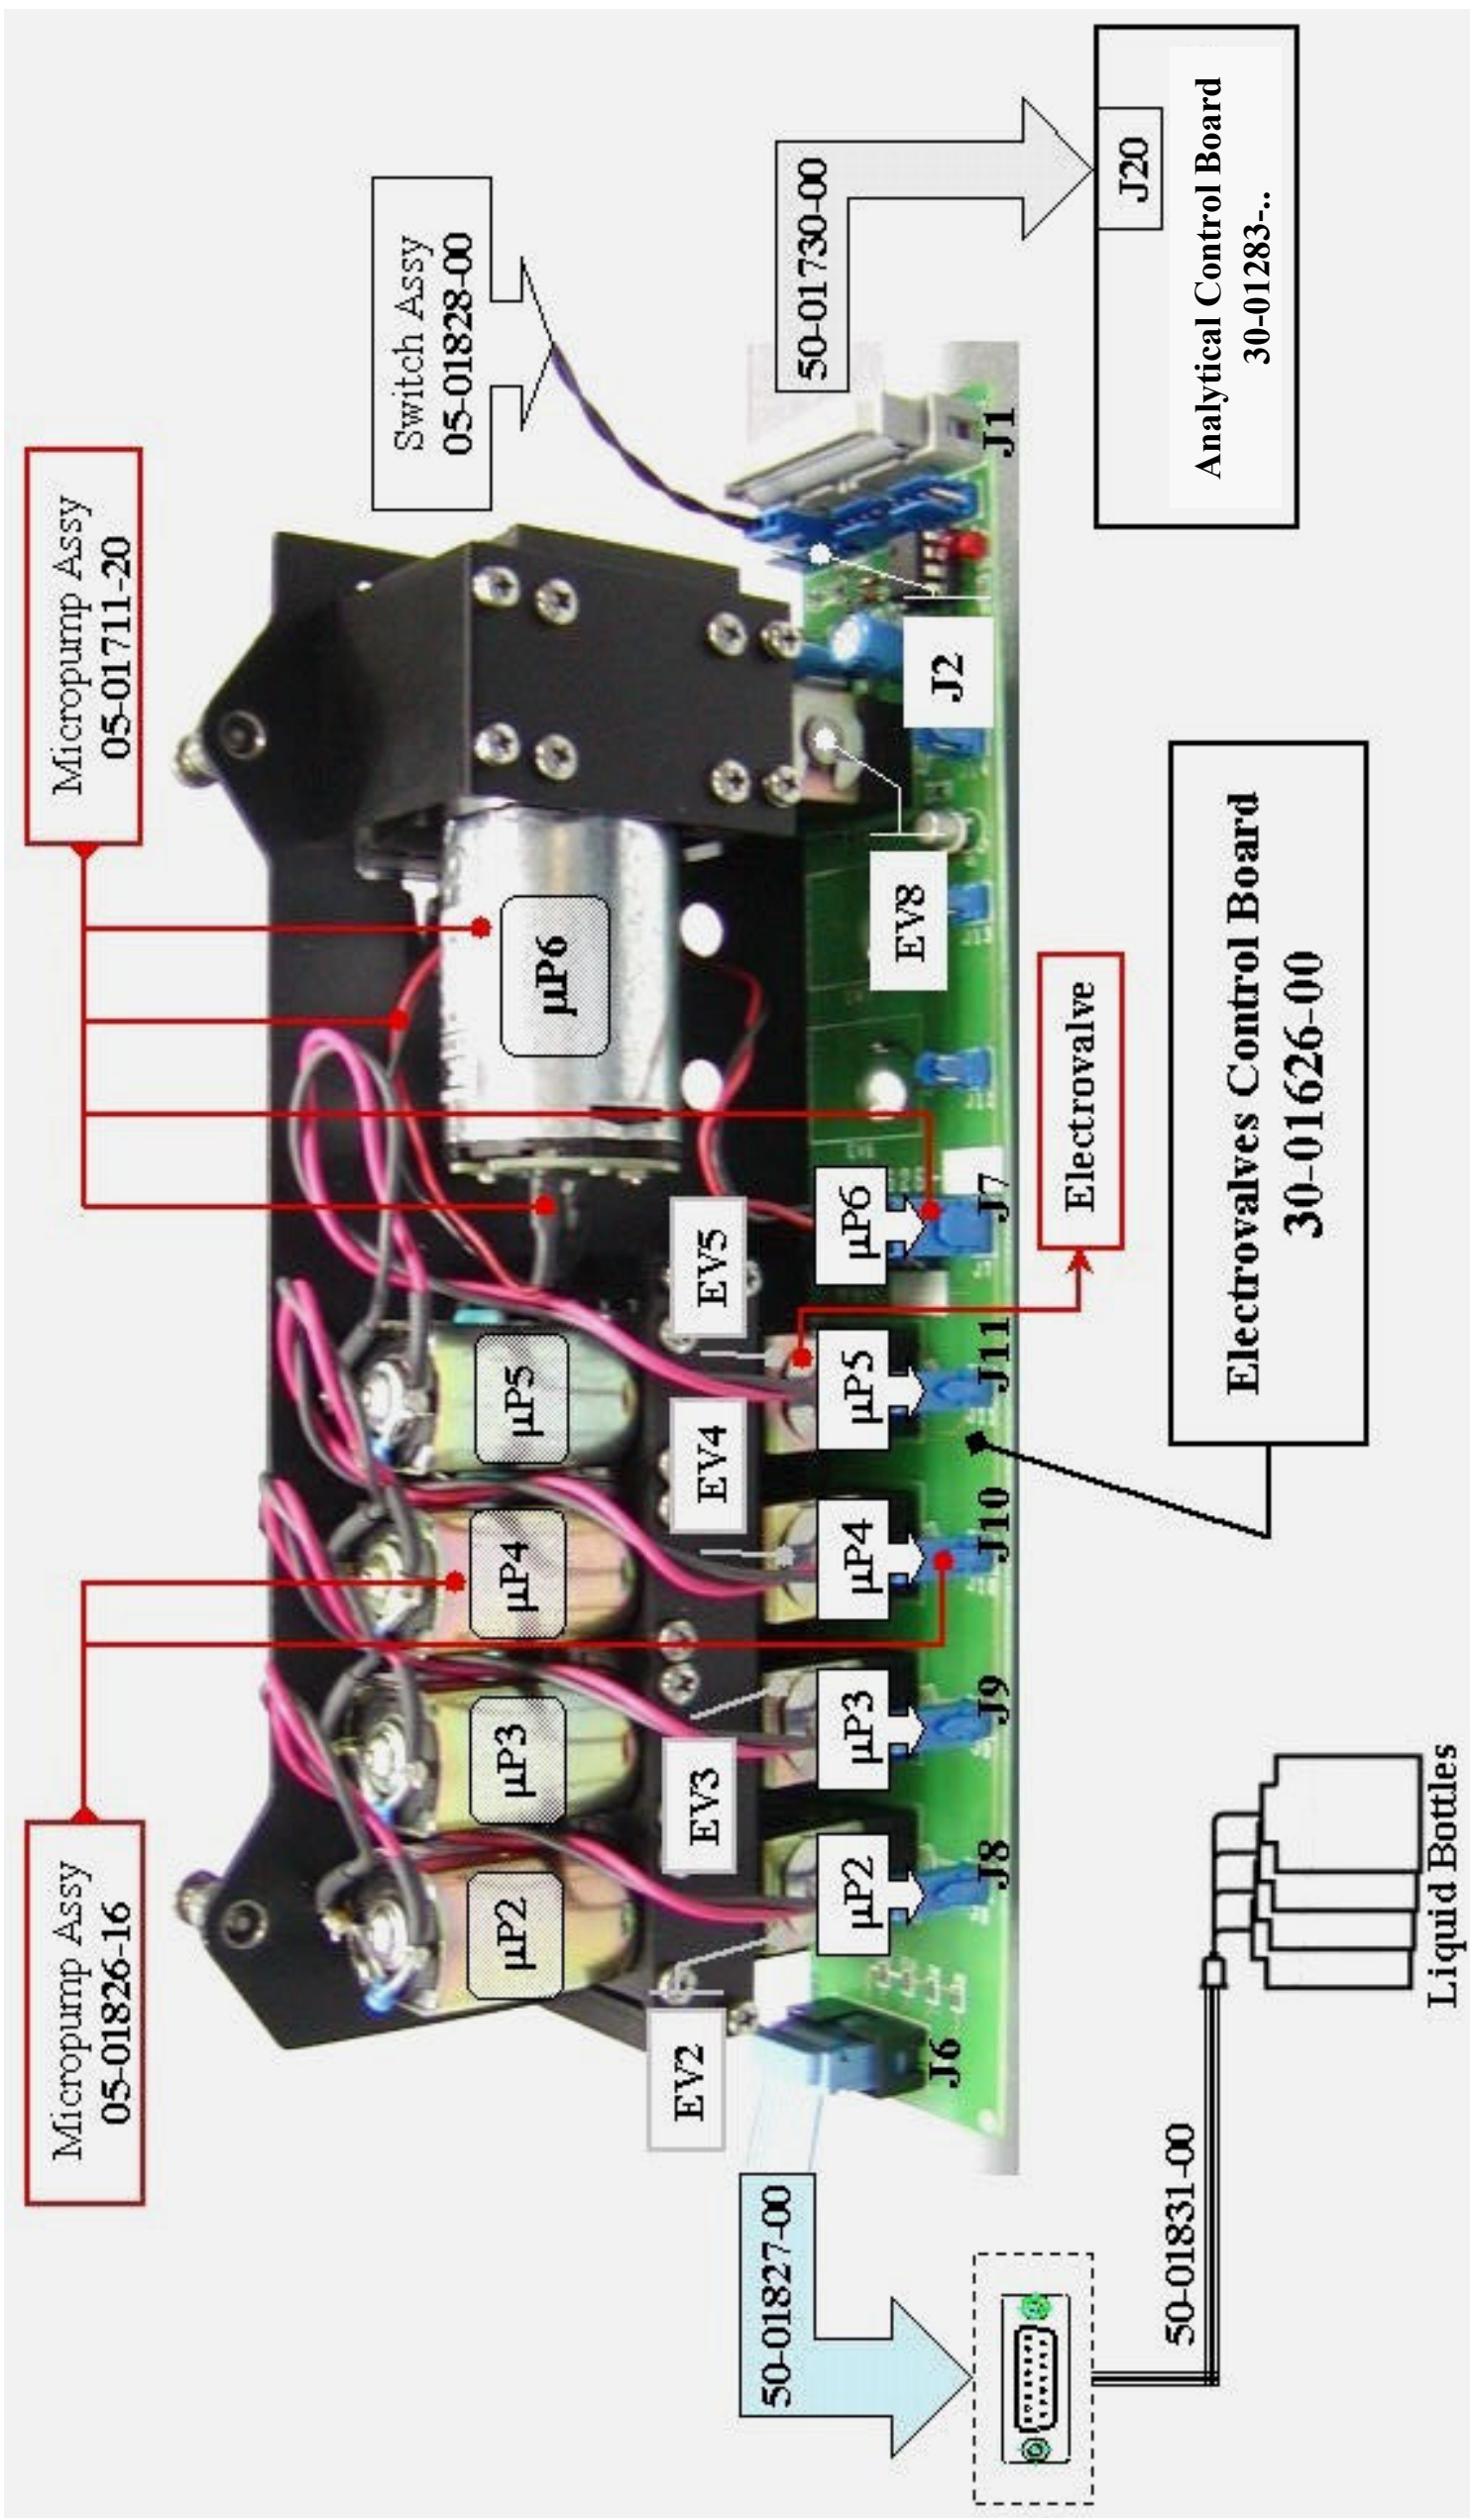 Micropump Assy
05-01826-16
Micropump Assy
05-01711-20
Switch Assy
05-01828-00
μP2
μP3
μP4
μP5
μP6
EV2
EV3
EV4
EV5
EV8
μP2
μP3
μP4
μP5
μP6
J6
J8
J9
J10
J11
J7
J2
J1
50-01827-00
50-01730-00
J20
Analytical Control Board
30-01283-..
Electrovalve
Electrovalves Control Board
30-01626-00
50-01831-00
Liquid Bottles